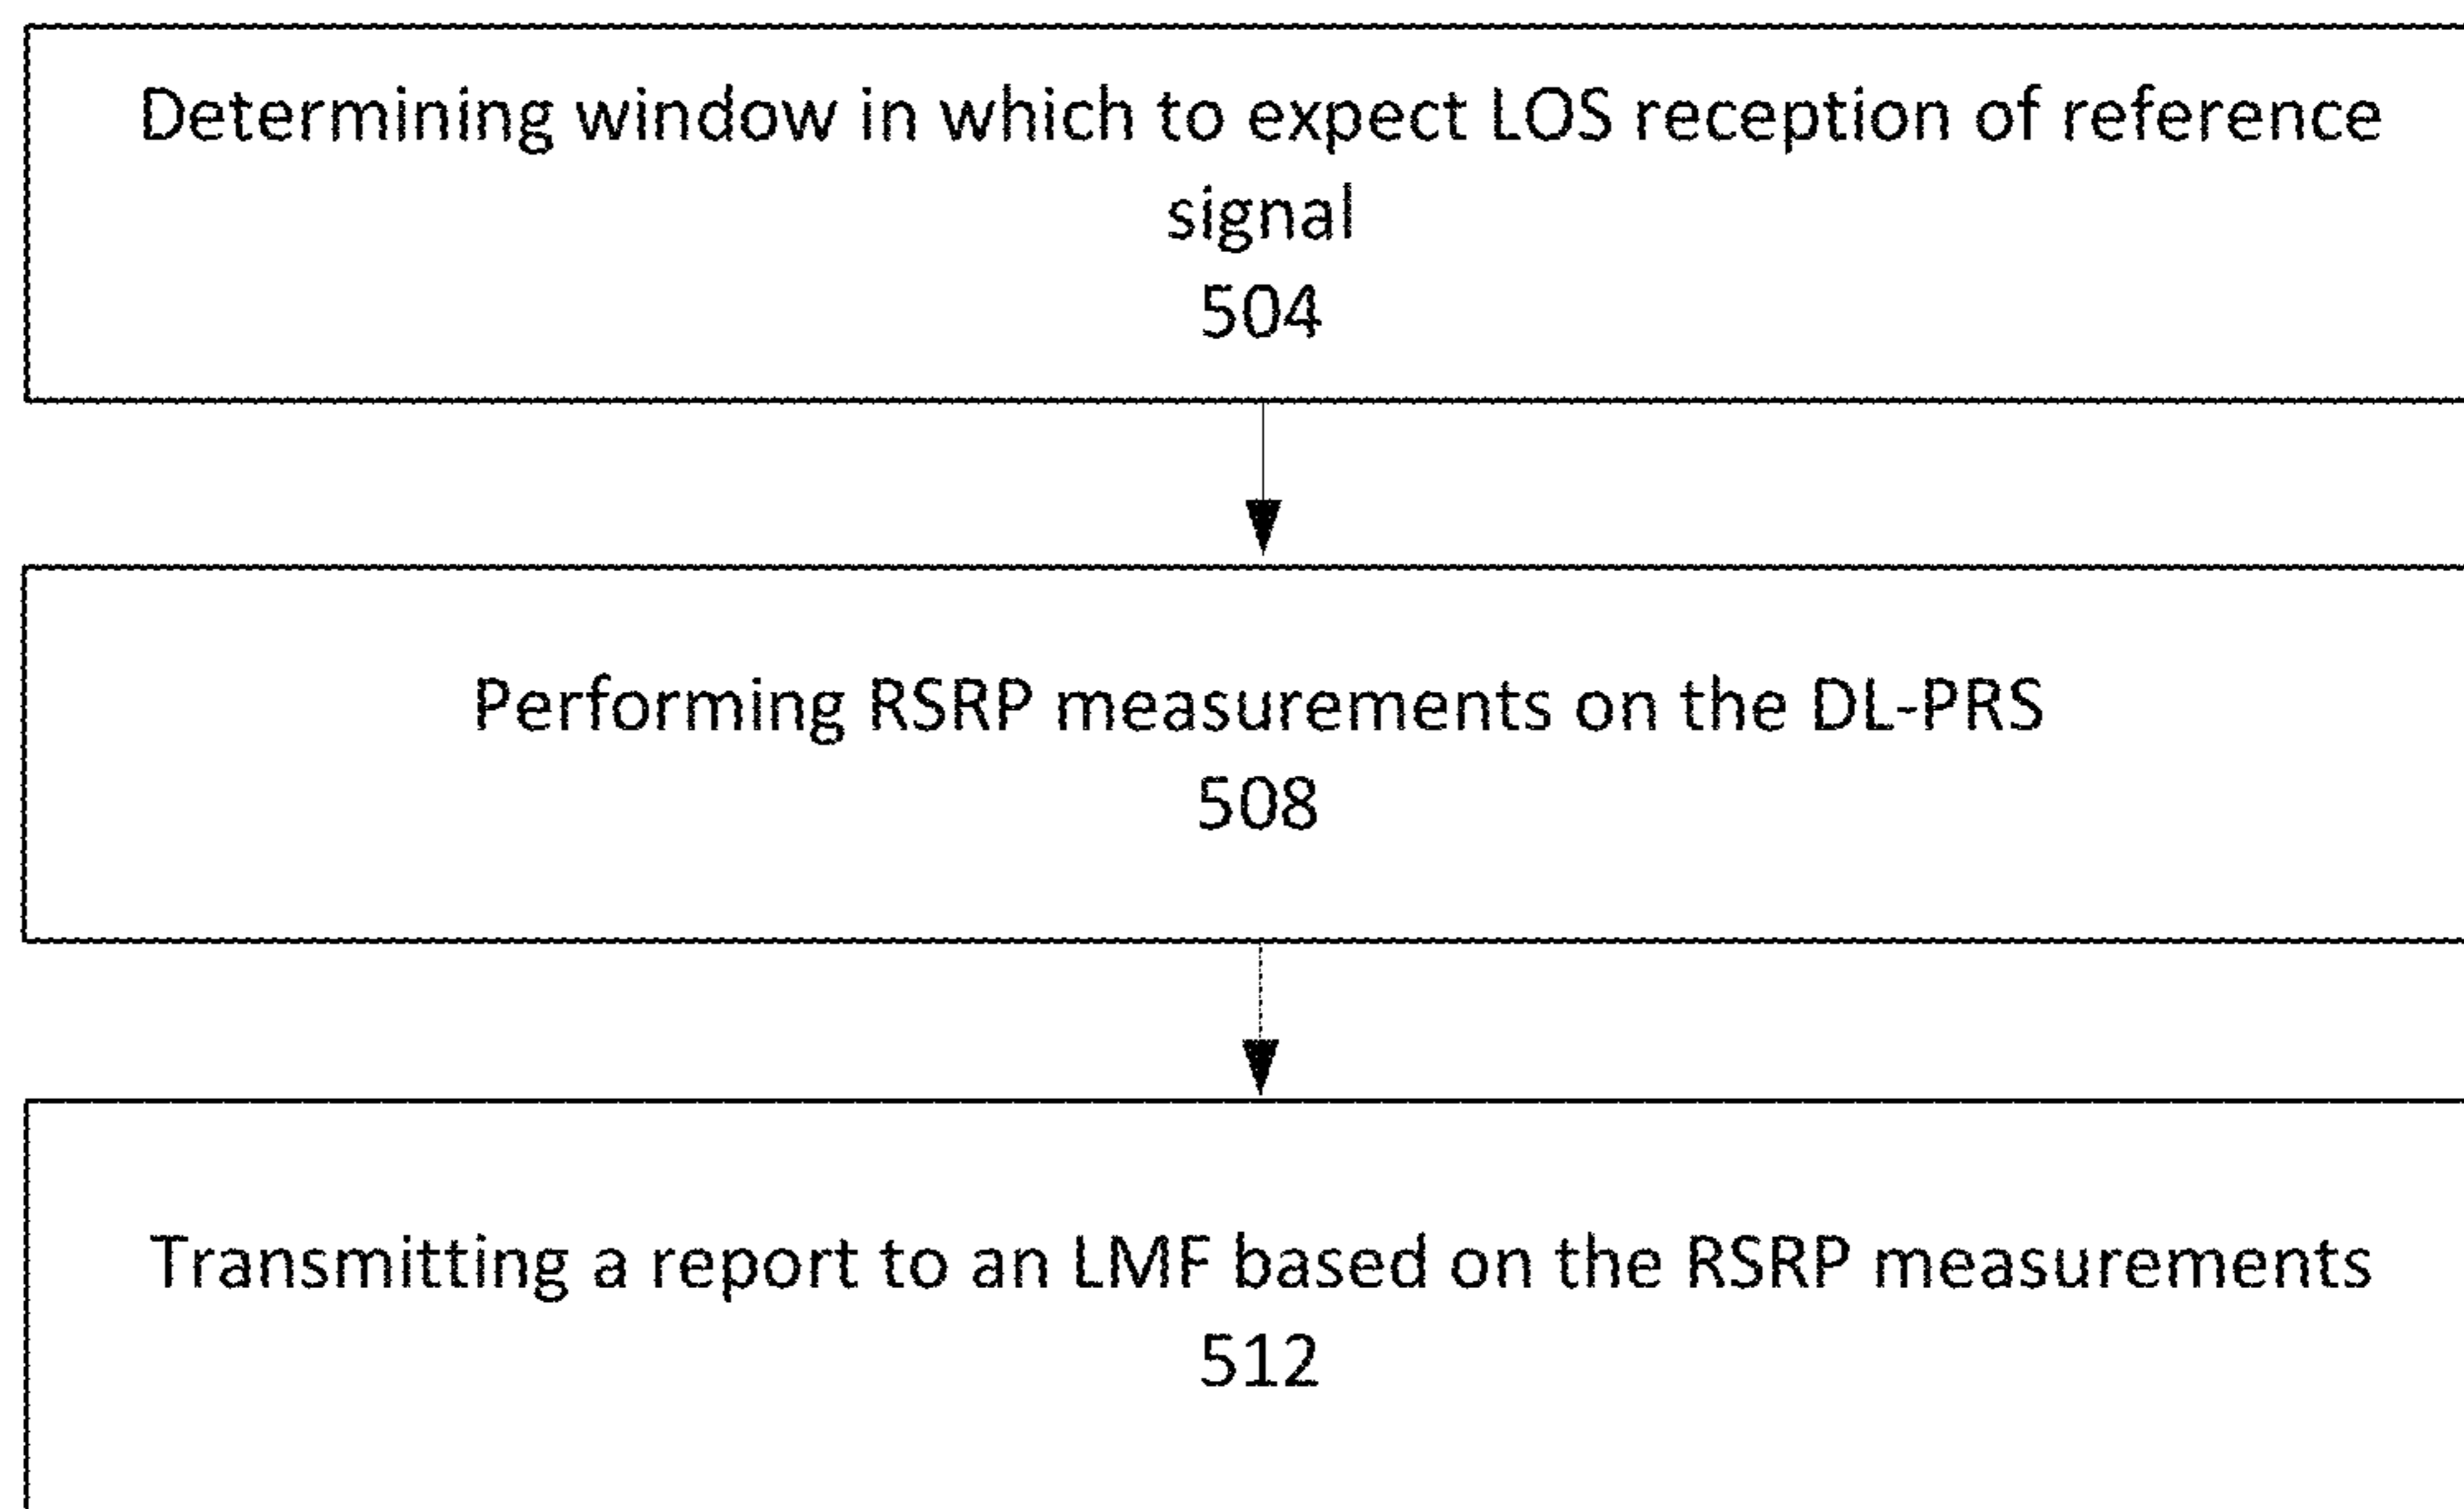 Determining window in which to expect LOS reception of reference
signal
504
Performing RSRP measurements on the DL-PRS
508
Transmitting a report to an LMF based on the RSRP measurements
512